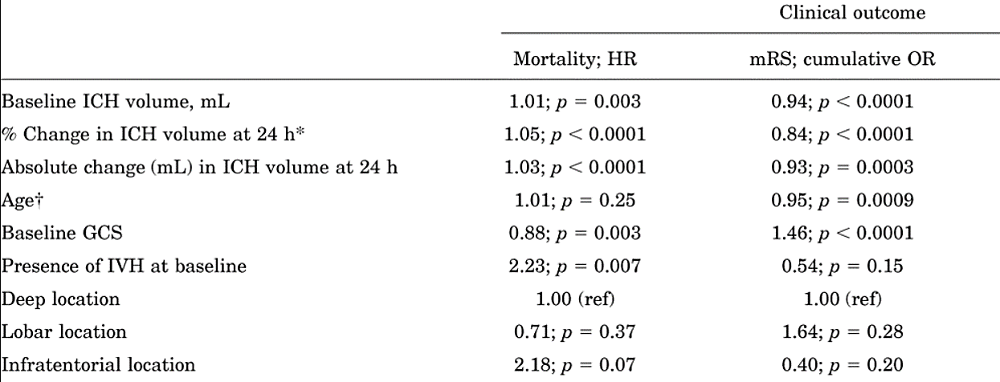 Clinical outcome
Mortality; HR mRS; cumulative OR
Baseline ICH volume, mL 1.01; p = 0.003 0.94; p < 0.0001
% Change in ICH volume at 24 h* 1.05; p < 0.0001 0.84; p < 0.0001
Absolute change (mL) in ICH volume at 24 h 1.03; p < 0.0001 0.93; p = 0.0003
Age† 1.01; p = 0.25 0.95; p = 0.0009
Baseline GCS 0.88; p = 0.003 1.46; p < 0.0001
Presence of IVH at baseline 2.23; p = 0.007 0.54; p = 0.15
Deep location 1.00 (ref) 1.00 (ref)
Lobar location 0.71; p = 0.37 1.64; p = 0.28
Infratentorial location 2.18; p = 0.07 0.40; p = 0.20